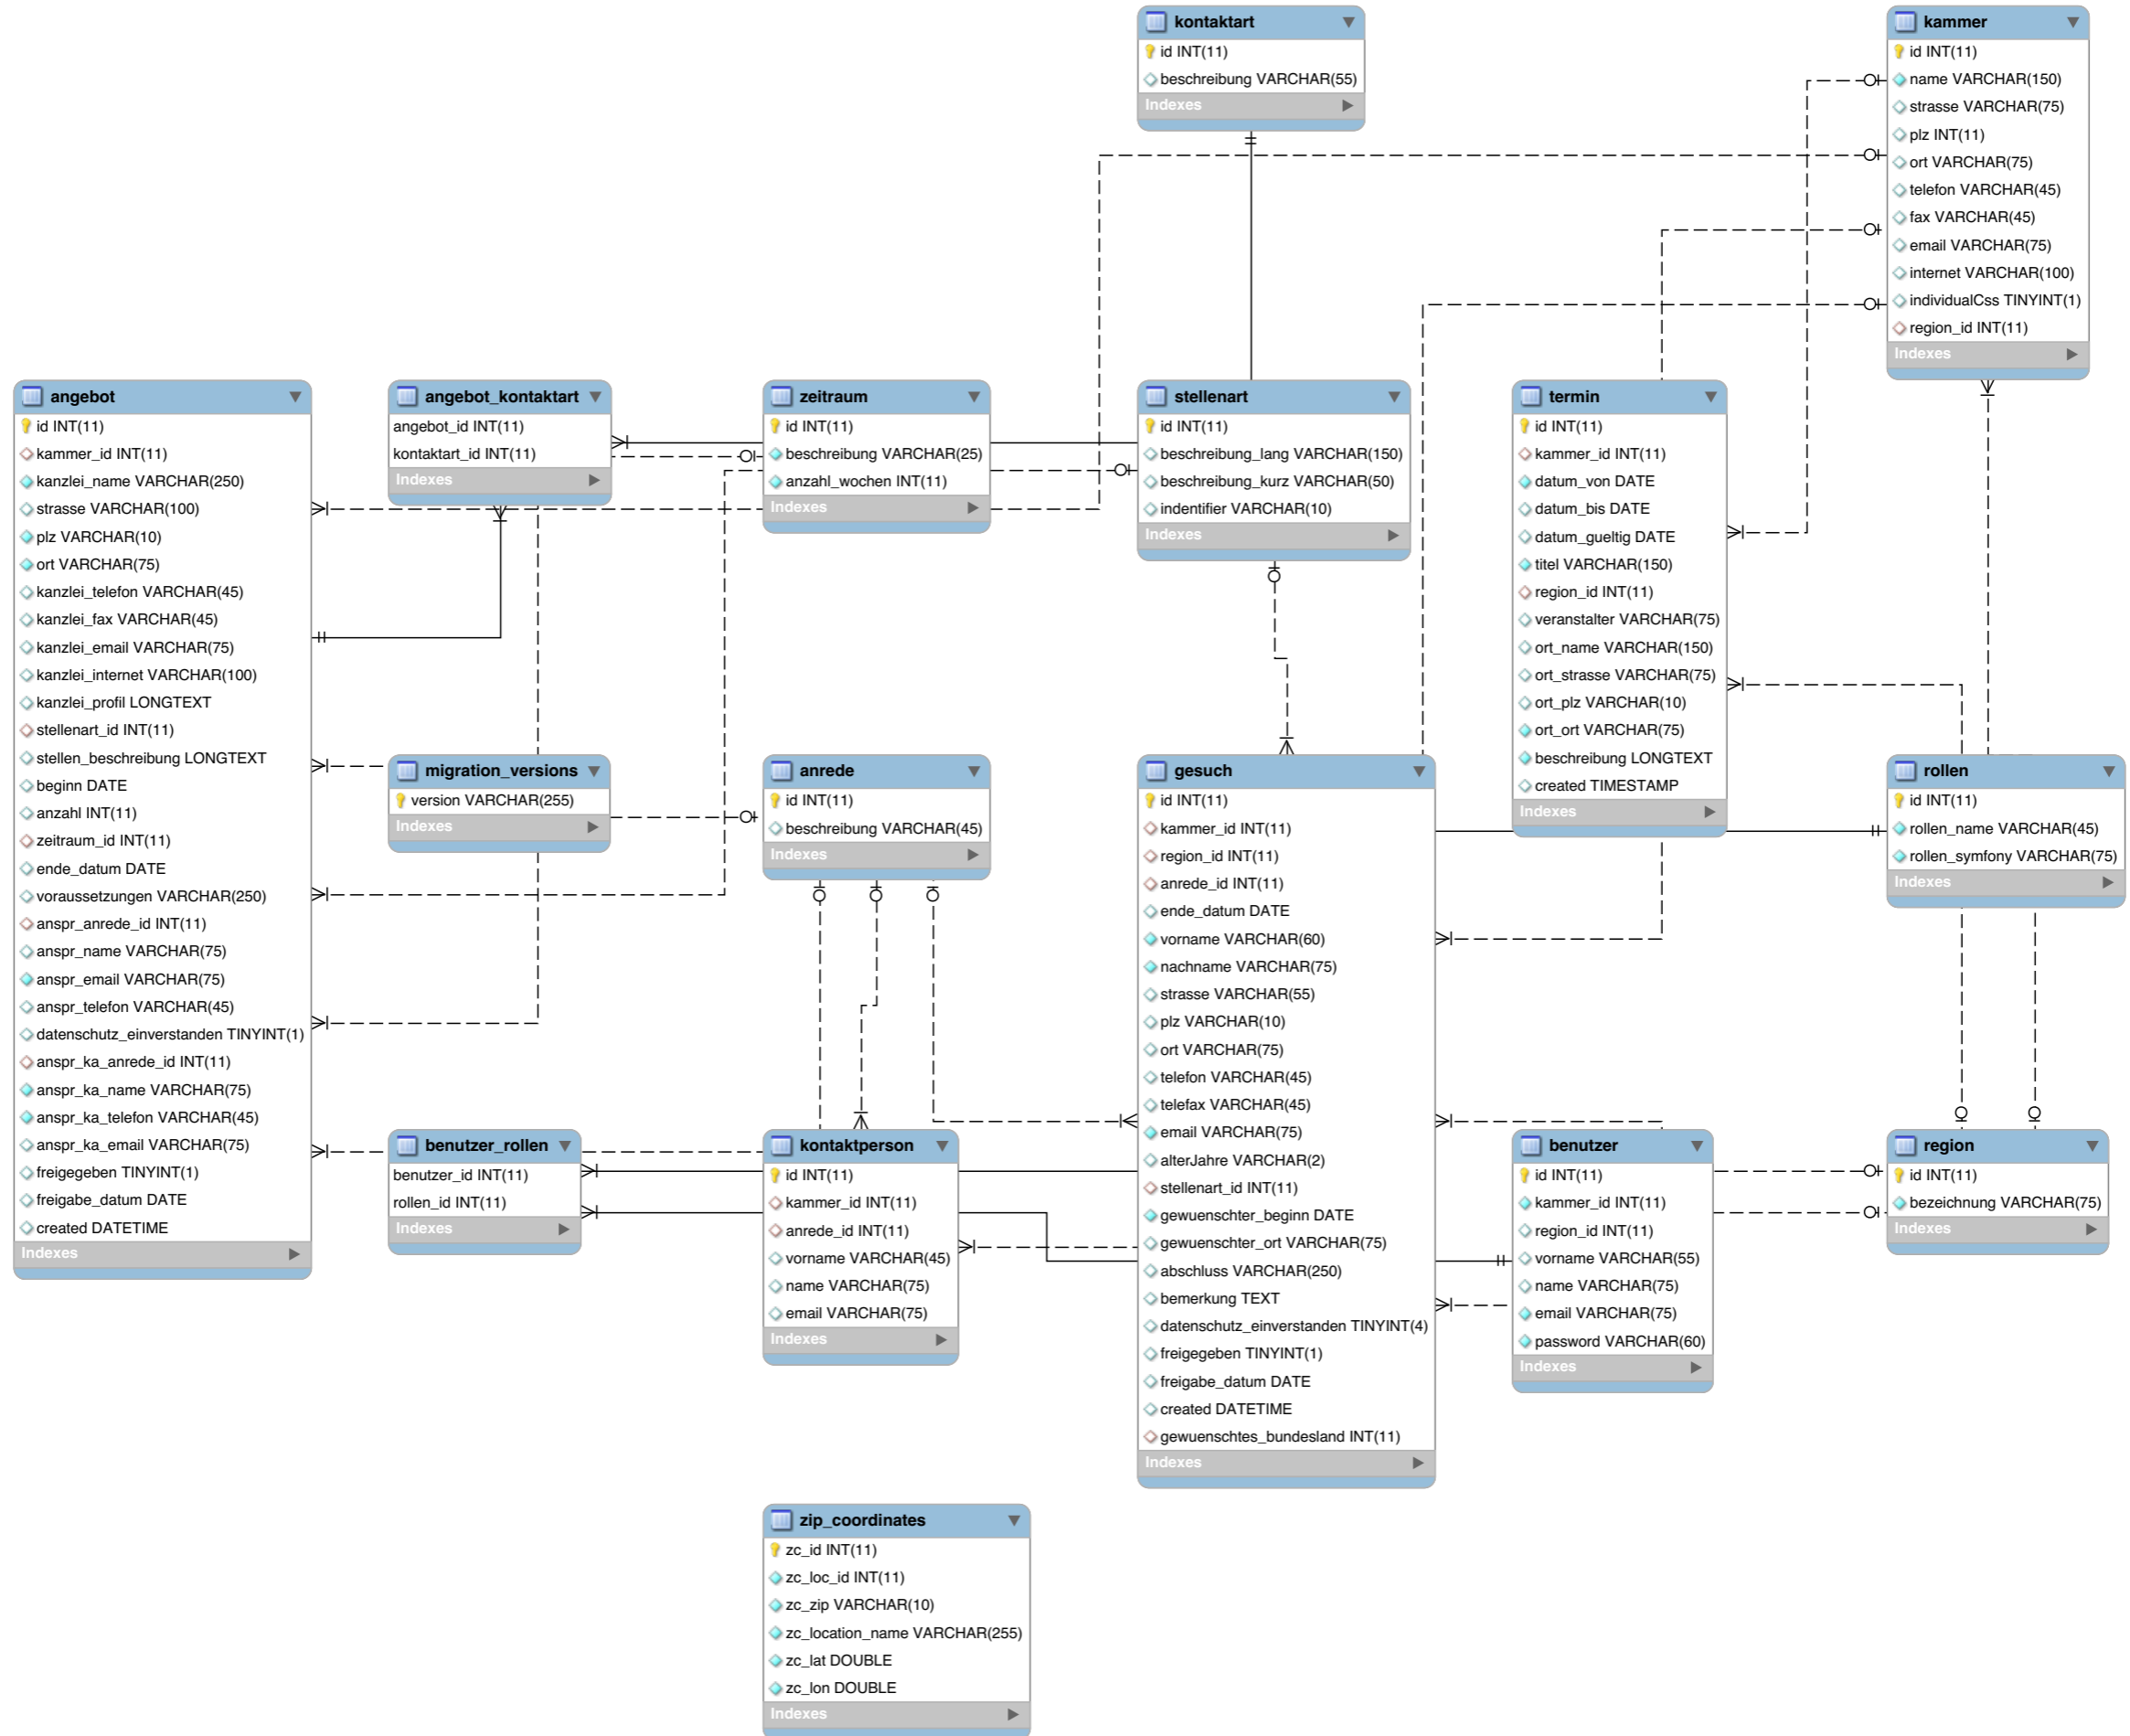 kontaktart
id INT(11)
beschreibung VARCHAR(55)
Indexes
kammer
id INT(11)
name VARCHAR(150)
strasse VARCHAR(75)
plz INT(11)
ort VARCHAR(75)
telefon VARCHAR(45)
fax VARCHAR(45)
email VARCHAR(75)
internet VARCHAR(100)
individualCss TINYINT(1)
region_id INT(11)
Indexes
angebot
id INT(11)
kammer_id INT(11)
kanzlei_name VARCHAR(250)
strasse VARCHAR(100)
plz VARCHAR(10)
ort VARCHAR(75)
kanzlei_telefon VARCHAR(45)
kanzlei_fax VARCHAR(45)
kanzlei_email VARCHAR(75)
kanzlei_internet VARCHAR(100)
kanzlei_profil LONGTEXT
stellenart_id INT(11)
stellen_beschreibung LONGTEXT
beginn DATE
anzahl INT(11)
zeitraum_id INT(11)
ende_datum DATE
voraussetzungen VARCHAR(250)
anspr_anrede_id INT(11)
anspr_name VARCHAR(75)
anspr_email VARCHAR(75)
anspr_telefon VARCHAR(45)
datenschutz_einverstanden TINYINT(1)
anspr_ka_anrede_id INT(11)
anspr_ka_name VARCHAR(75)
anspr_ka_telefon VARCHAR(45)
anspr_ka_email VARCHAR(75)
freigegeben TINYINT(1)
freigabe_datum DATE
created DATETIME
Indexes
angebot_kontaktart
angebot_id INT(11)
kontaktart_id INT(11)
Indexes
zeitraum
id INT(11)
beschreibung VARCHAR(25)
anzahl_wochen INT(11)
Indexes
stellenart
id INT(11)
beschreibung_lang VARCHAR(150)
beschreibung_kurz VARCHAR(50)
indentifier VARCHAR(10)
Indexes
termin
id INT(11)
kammer_id INT(11)
datum_von DATE
datum_bis DATE
datum_gueltig DATE
titel VARCHAR(150)
region_id INT(11)
veranstalter VARCHAR(75)
ort_name VARCHAR(150)
ort_strasse VARCHAR(75)
ort_plz VARCHAR(10)
ort_ort VARCHAR(75)
beschreibung LONGTEXT
created TIMESTAMP
Indexes
migration_versions
version VARCHAR(255)
Indexes
anrede
id INT(11)
beschreibung VARCHAR(45)
Indexes
gesuch
id INT(11)
kammer_id INT(11)
region_id INT(11)
anrede_id INT(11)
ende_datum DATE
vorname VARCHAR(60)
nachname VARCHAR(75)
strasse VARCHAR(55)
plz VARCHAR(10)
ort VARCHAR(75)
telefon VARCHAR(45)
telefax VARCHAR(45)
email VARCHAR(75)
alterJahre VARCHAR(2)
stellenart_id INT(11)
gewuenschter_beginn DATE
gewuenschter_ort VARCHAR(75)
abschluss VARCHAR(250)
bemerkung TEXT
datenschutz_einverstanden TINYINT(4)
freigegeben TINYINT(1)
freigabe_datum DATE
created DATETIME
gewuenschtes_bundesland INT(11)
Indexes
rollen
id INT(11)
rollen_name VARCHAR(45)
rollen_symfony VARCHAR(75)
Indexes
benutzer_rollen
benutzer_id INT(11)
rollen_id INT(11)
Indexes
kontaktperson
id INT(11)
kammer_id INT(11)
anrede_id INT(11)
vorname VARCHAR(45)
name VARCHAR(75)
email VARCHAR(75)
Indexes
benutzer
id INT(11)
kammer_id INT(11)
region_id INT(11)
vorname VARCHAR(55)
name VARCHAR(75)
email VARCHAR(75)
password VARCHAR(60)
Indexes
region
id INT(11)
bezeichnung VARCHAR(75)
Indexes
zip_coordinates
zc_id INT(11)
zc_loc_id INT(11)
zc_zip VARCHAR(10)
zc_location_name VARCHAR(255)
zc_lat DOUBLE
zc_lon DOUBLE
Indexes